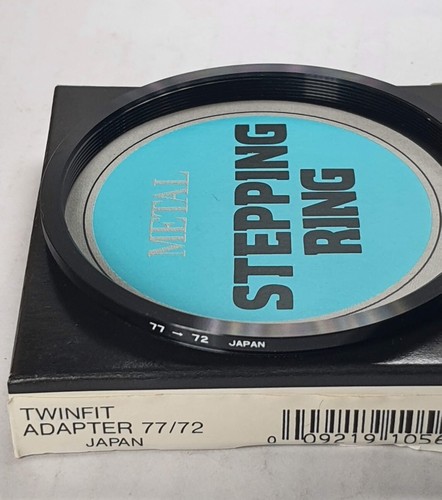 METAL
STEPPING
RING
77 → 72 JAPAN
TWINFIT
ADAPTER 77/72
JAPAN
0 09219 1056